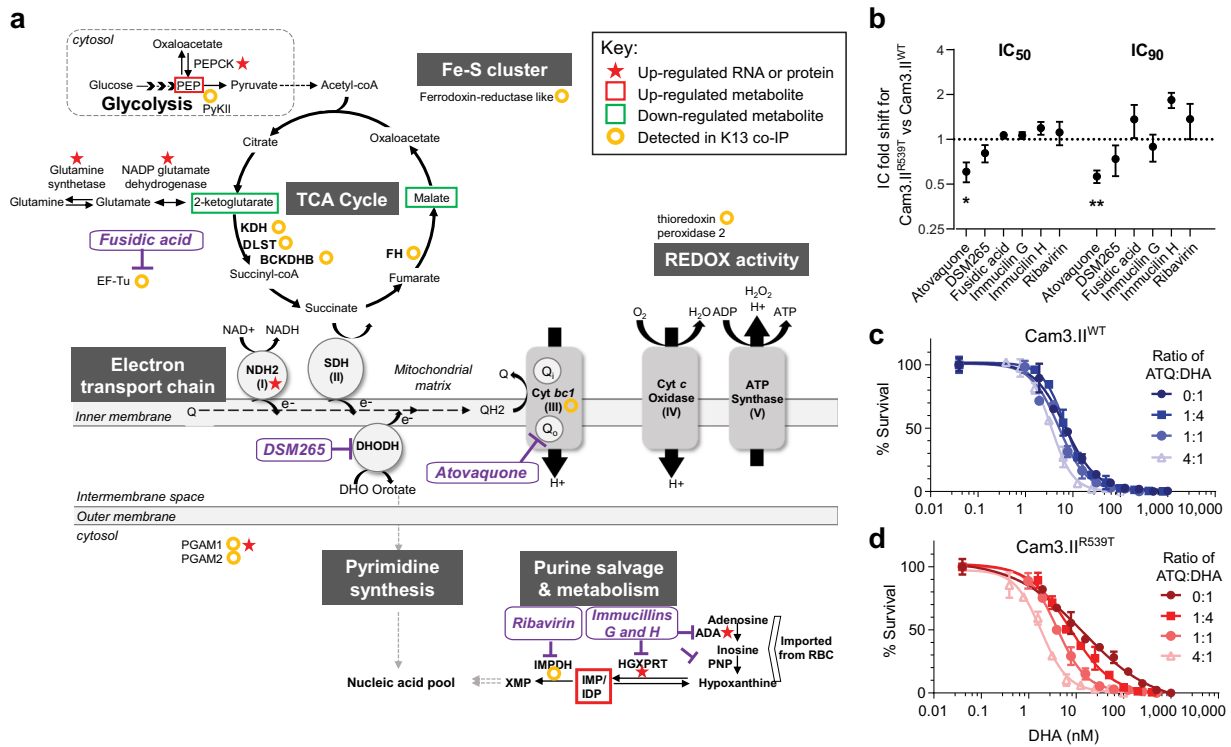 a
cytosol
Oxaloacetate
PEPCK
Glucose
PEP
Pyruvate
Acetyl-coA
Glycolysis
PyKII
Fe-S cluster
Ferrodoxin-reductase like
Key:
Up-regulated RNA or protein
Up-regulated metabolite
Down-regulated metabolite
Detected in K13 co-IP
Citrate
Oxaloacetate
Glutamine
synthetase
NADP glutamate
dehydrogenase
Glutamine
Glutamate
2-ketoglutarate
TCA Cycle
Malate
KDH
DLST
BCKDHB
FH
Succinyl-coA
Fumarate
Succinate
Fusidic acid
EF-Tu
thioredoxin
peroxidase 2
REDOX activity
Electron
transport chain
NAD+
NADH
NDH2
(I)
SDH
(II)
Mitochondrial
matrix
Q
Qi
Cyt bc1
(III)
Qo
O2
H2O
ADP
H2O2
H+
ATP
Cyt c
Oxidase
(IV)
ATP
Synthase
(V)
Inner membrane
Q
e-
e-
e-
QH2
DSM265
DHODH
Atovaquone
DHO Orotate
H+
H+
Intermembrane space
Outer membrane
cytosol
PGAM1
PGAM2
Pyrimidine
synthesis
Purine salvage
& metabolism
Ribavirin
Immucillins
G and H
Adenosine
ADA
Inosine
PNP
Hypoxanthine
Imported
from RBC
IMPDH
HGXPRT
IMP/
IDP
XMP
Nucleic acid pool
b
IC50
IC90
IC fold shift for
Cam3.IIR539T vs Cam3.IIWT
4
2
1
0.5
0.25
*
**
Atovaquone
DSM265
Fusidic acid
Immucilin G
Immucilin H
Ribavirin
Atovaquone
DSM265
Fusidic acid
Immucilin G
Immucilin H
Ribavirin
c
Cam3.IIWT
% Survival
100
50
0
0.01
0.1
1
10
100
1,000
10,000
Ratio of
ATQ:DHA
0:1
1:4
1:1
4:1
d
Cam3.IIR539T
% Survival
100
50
0
0.01
0.1
1
10
100
1,000
10,000
DHA (nM)
Ratio of
ATQ:DHA
0:1
1:4
1:1
4:1